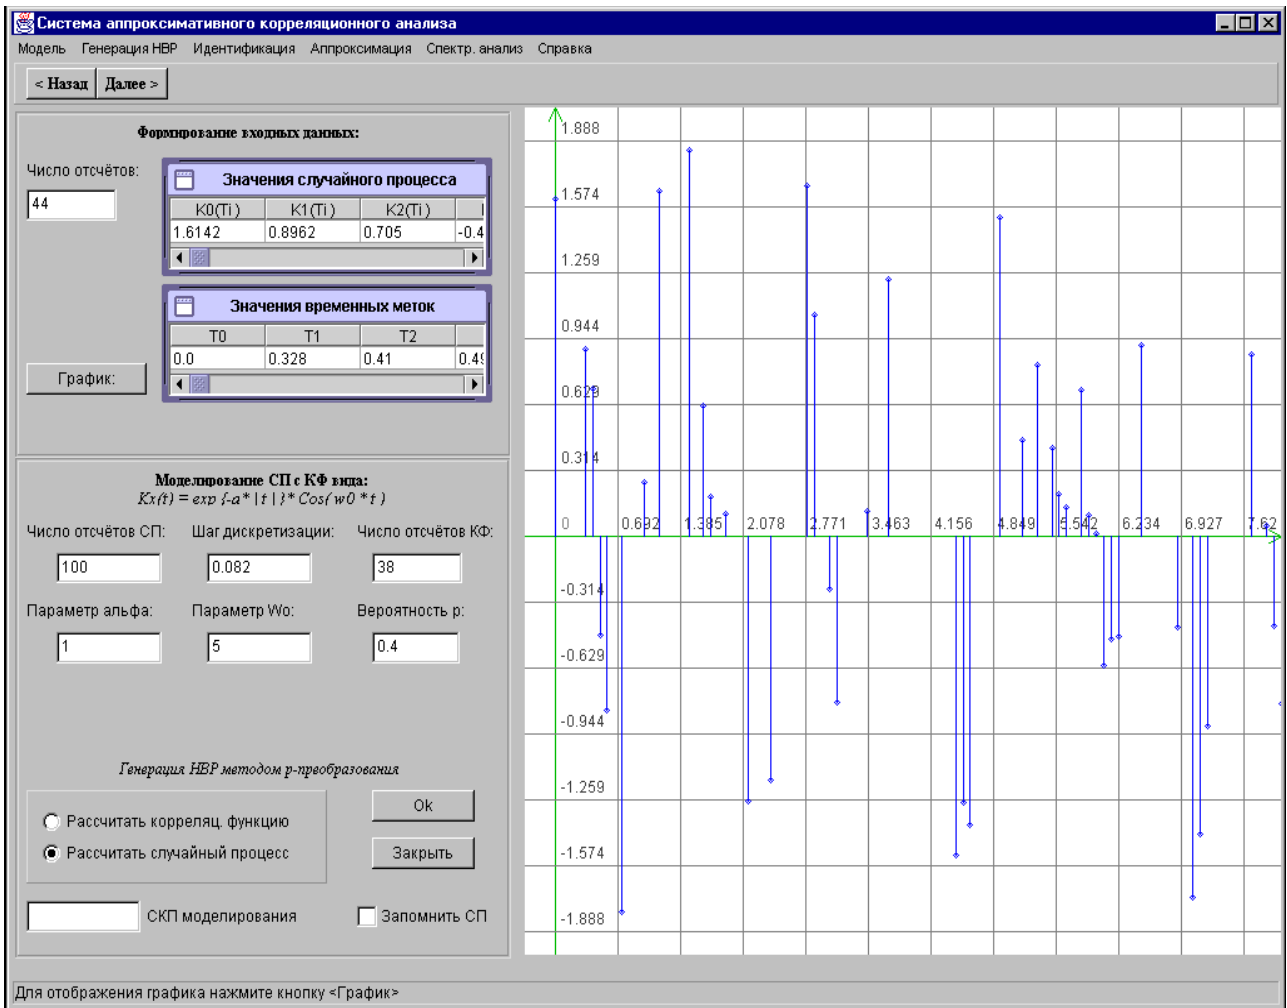 Система аппроксимативного корреляционного анализа
Модель Генерация НВР Идентификация Аппроксимация Спектр. анализ Справка
< Назад Далее >
Формирование входных данных:
Число отсчётов:
44
Значения случайного процесса
K0(Ti) K1(Ti) K2(Ti)
1.6142 0.8962 0.705 -0.4
Значения временных меток
T0 T1 T2
0.0 0.328 0.41 0.49
График:
Моделирование СП с КФ вида:
Kx(t) = exp {-a* | t | }* Cos( w0 * t )
Число отсчётов СП: Шаг дискретизации: Число отсчётов КФ:
100 0.082 38
Параметр альфа: Параметр Wo: Вероятность p:
1 5 0.4
Генерация НВР методом p-преобразования
Рассчитать корреляц. функцию
Рассчитать случайный процесс
Ok
Закрыть
СКП моделирования
Запомнить СП
1.888
1.574
1.259
0.944
0.629
0.314
0 0.692 1.385 2.078 2.771 3.463 4.156 4.849 5.542 6.234 6.927 7.62
-0.314
-0.629
-0.944
-1.259
-1.574
-1.888
Для отображения графика нажмите кнопку <График>